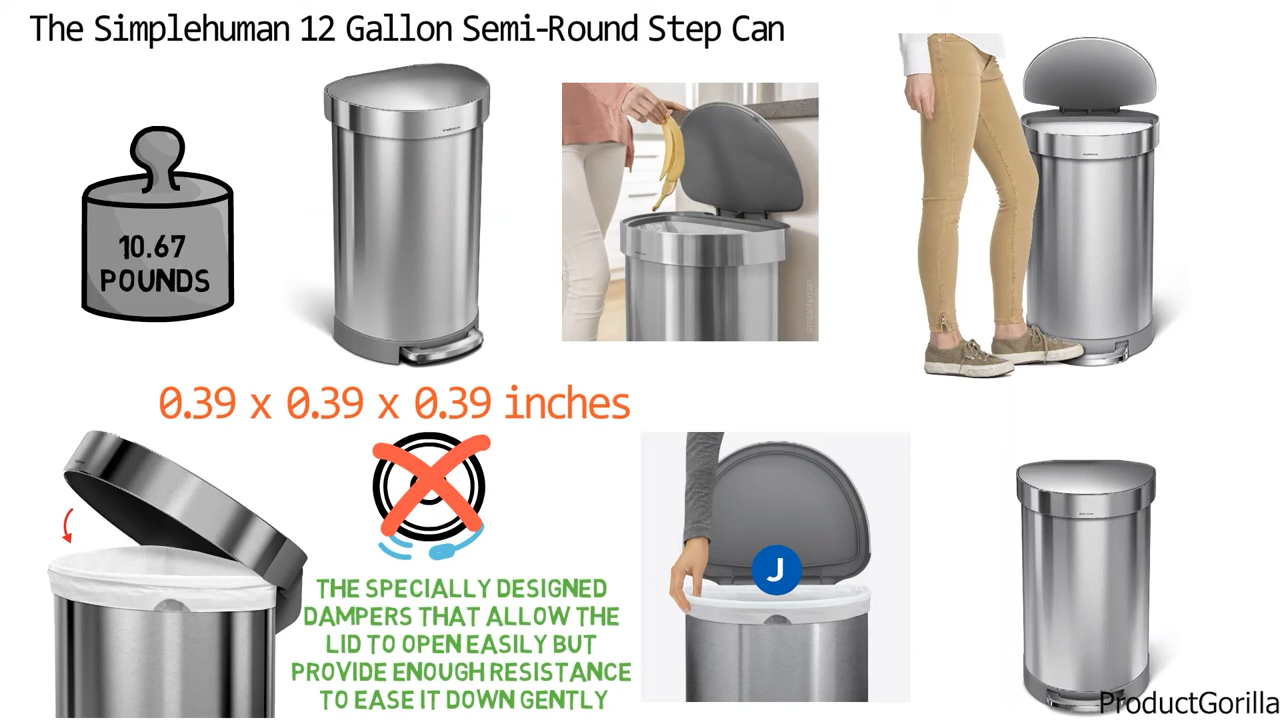 The Simplehuman 12 Gallon Semi-Round Step Can
10.67
POUNDS
simplehuman
0.39 x 0.39 x 0.39 inches
THE SPECIALLY DESIGNED
DAMPERS THAT ALLOW THE
LID TO OPEN EASILY BUT
PROVIDE ENOUGH RESISTANCE
TO EASE IT DOWN GENTLY
J
ProductGorilla